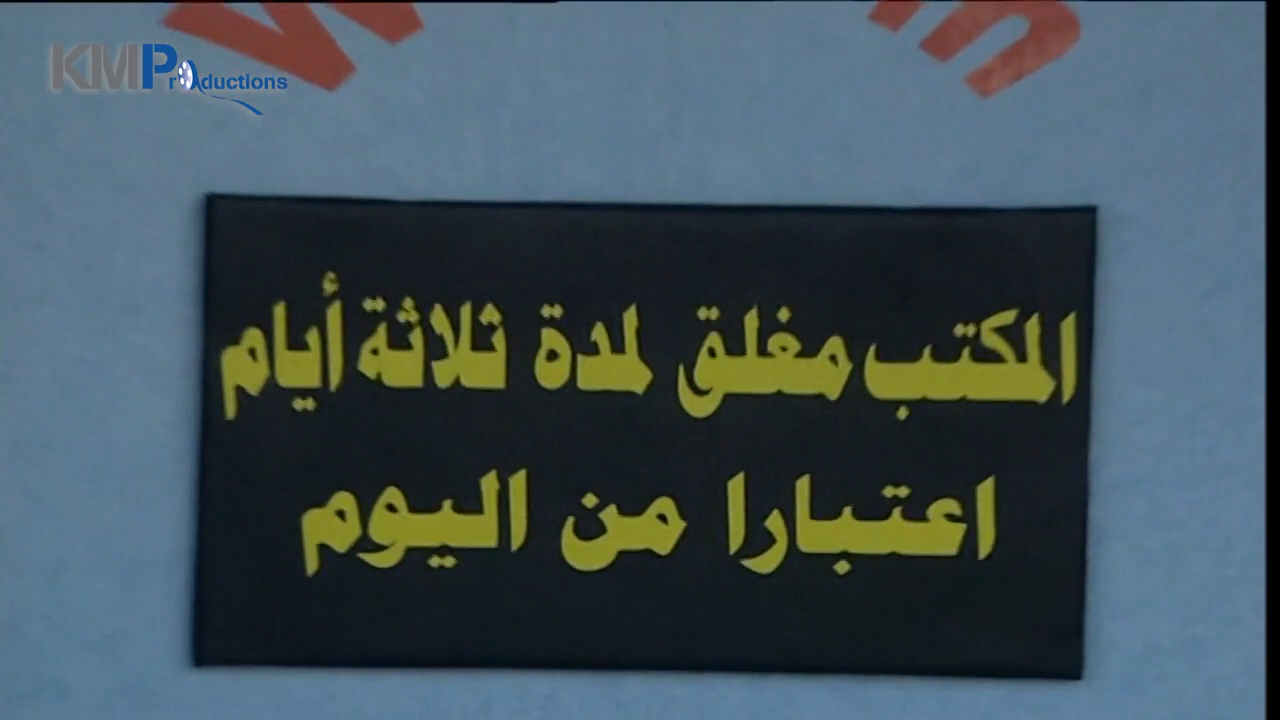 KMProductions
المكتب مغلق لمدة ثلاثة أيام
اعتبارا من اليوم